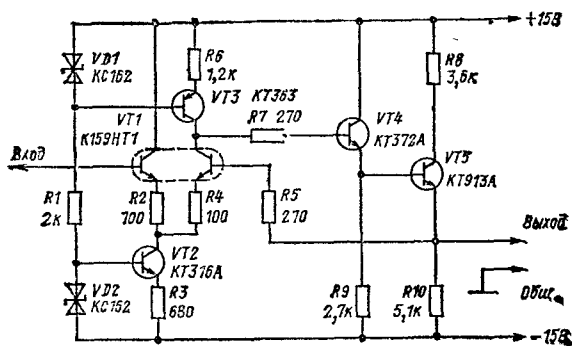 +15В
VD1
КС162
R6
1,2к
R8
3,6к
VT3
КТ363
R7 270
VT4
КТ372А
VT1
К159НТ1
Вход
VT5
КТ913А
R1
2к
R2
100
R4
100
R5
270
Выход
VT2
КТ316А
VD2
КС162
R3
680
R9
2,7к
R10
5,1к
Общ.
-15В